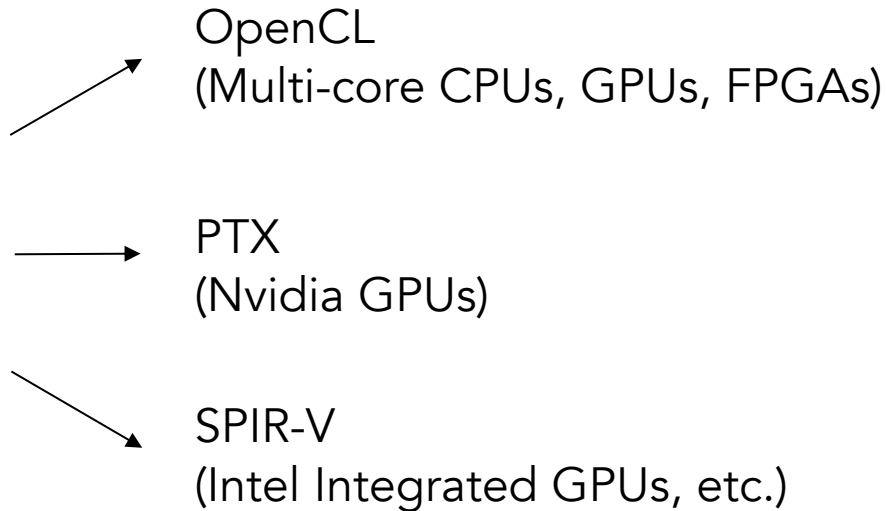 OpenCL
(Multi-core CPUs, GPUs, FPGAs)
PTX
(Nvidia GPUs)
SPIR-V
(Intel Integrated GPUs, etc.)